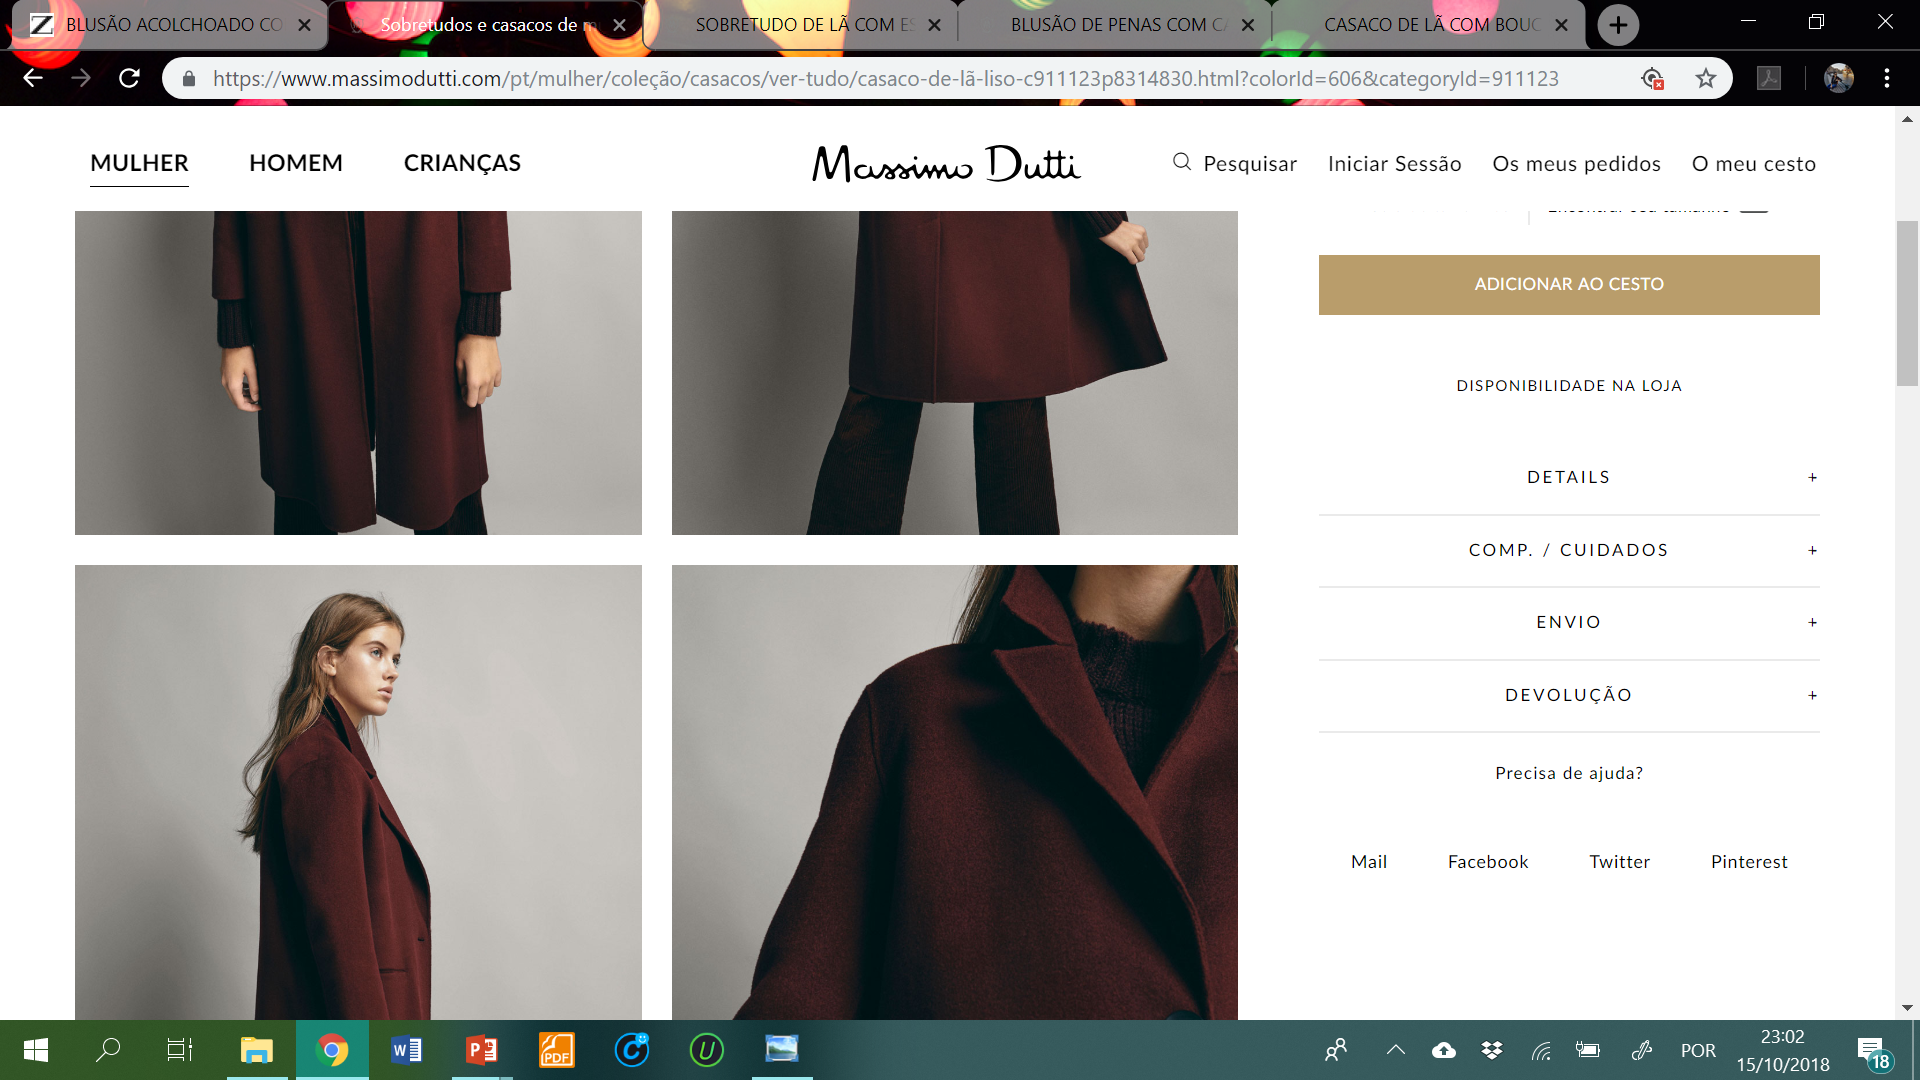 BLUSÃO ACOLCHOADO CO
Sobretudos e casacos de m
SOBRETUDO DE LÃ COM ES
BLUSÃO DE PENAS COM CA
CASACO DE LÃ COM BOUC
https://www.massimodutti.com/pt/mulher/coleção/casacos/ver-tudo/casaco-de-lã-liso-c911123p8314830.html?colorId=606&categoryId=911123
MULHER HOMEM CRIANÇAS
Massimo Dutti
Pesquisar Iniciar Sessão Os meus pedidos O meu cesto
ADICIONAR AO CESTO
DISPONIBILIDADE NA LOJA
DETAILS +
COMP. / CUIDADOS +
ENVIO +
DEVOLUÇÃO +
Precisa de ajuda?
Mail Facebook Twitter Pinterest
PDF
POR
23:02
15/10/2018
18